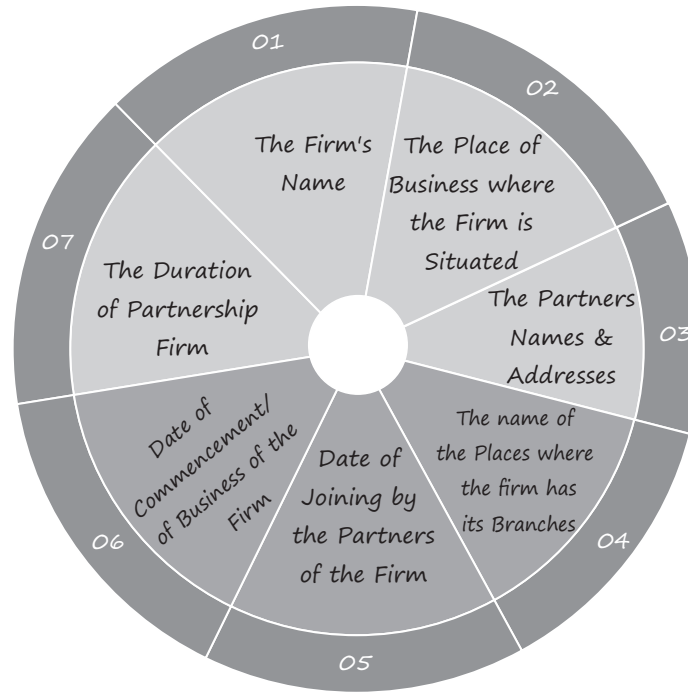 01
The Firm's
Name
02
The Place of
Business where
the Firm is
Situated
03
The Partners
Names &
Addresses
04
The name of
the Places where
the firm has
its Branches
05
Date of
Joining by
the Partners
of the Firm
06
Date of
Commencement/
of Business of the
Firm
07
The Duration
of Partnership
Firm